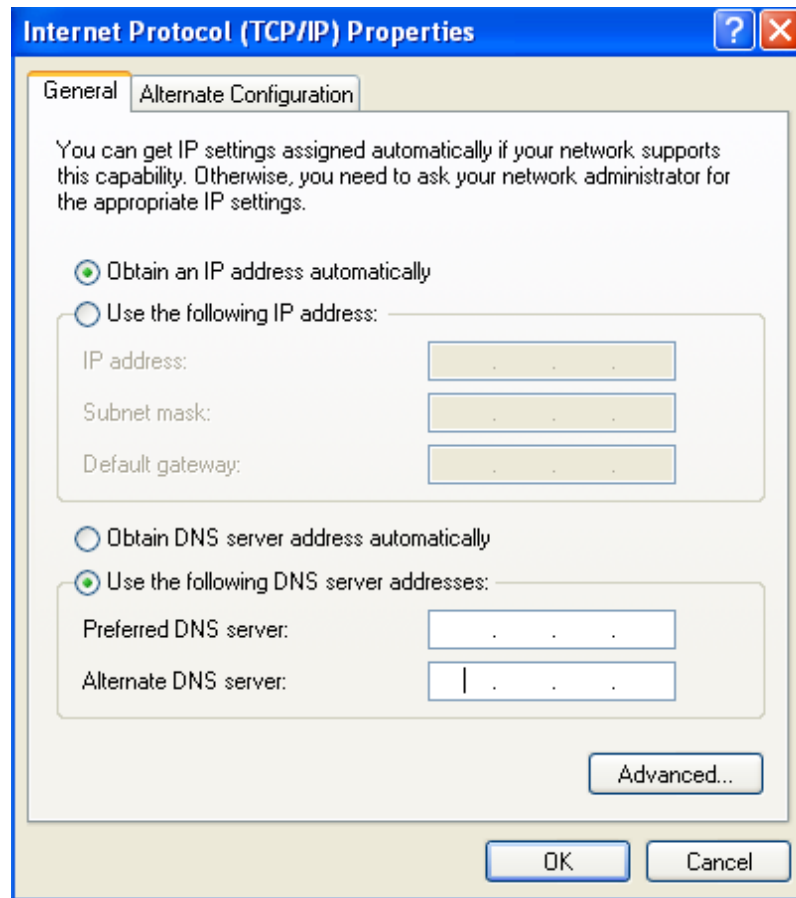 Internet Protocol (TCP/IP) Properties
General
Alternate Configuration
You can get IP settings assigned automatically if your network supports
this capability. Otherwise, you need to ask your network administrator for
the appropriate IP settings.
Obtain an IP address automatically
Use the following IP address:
IP address:
Subnet mask:
Default gateway:
Obtain DNS server address automatically
Use the following DNS server addresses:
Preferred DNS server:
Alternate DNS server:
Advanced...
OK
Cancel